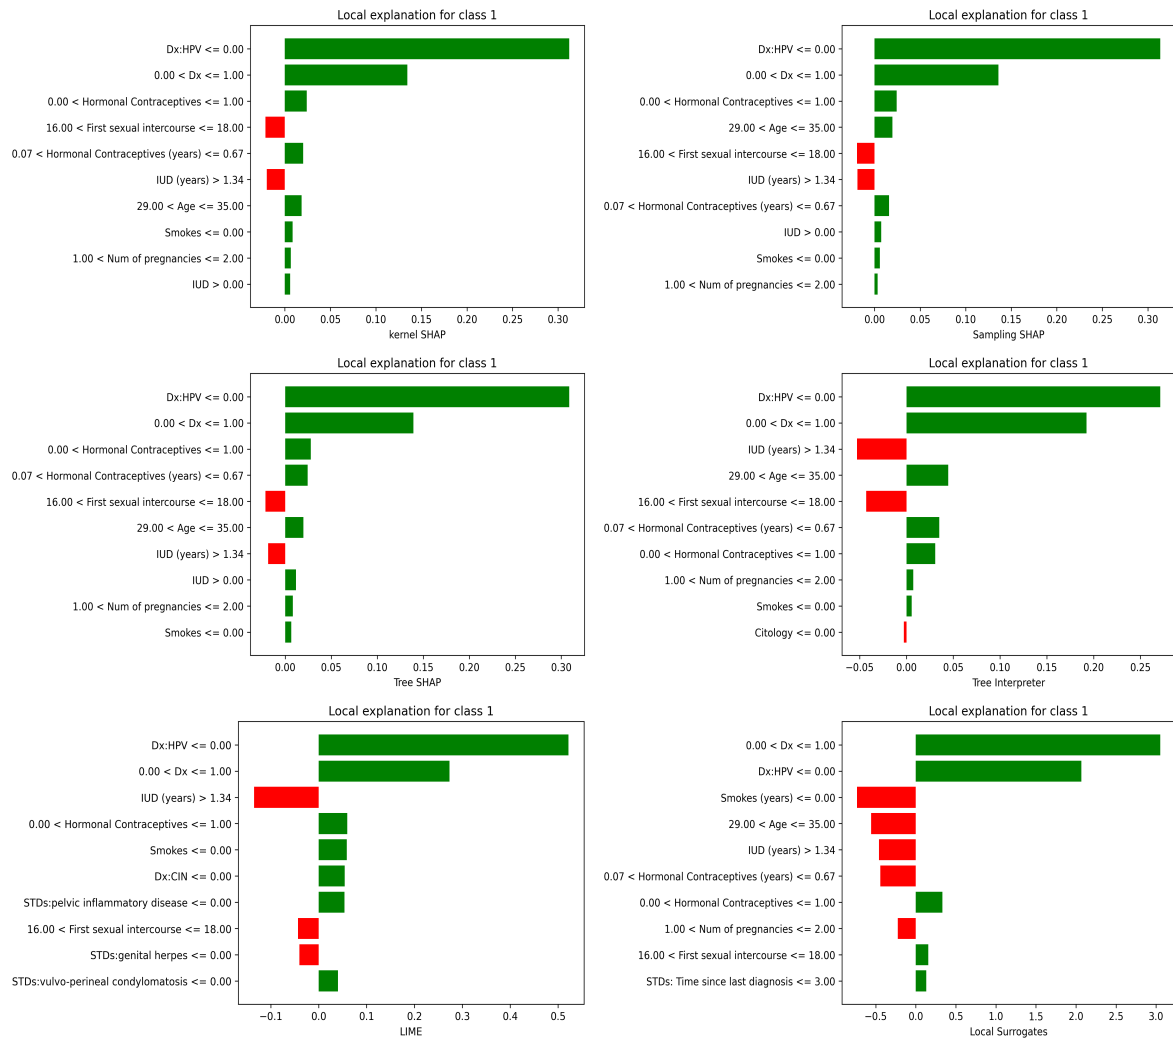 Local explanation for class 1
Dx:HPV <= 0.00
0.00 < Dx <= 1.00
0.00 < Hormonal Contraceptives <= 1.00
16.00 < First sexual intercourse <= 18.00
0.07 < Hormonal Contraceptives (years) <= 0.67
IUD (years) > 1.34
29.00 < Age <= 35.00
Smokes <= 0.00
1.00 < Num of pregnancies <= 2.00
IUD > 0.00
0.00 0.05 0.10 0.15 0.20 0.25 0.30
kernel SHAP
Local explanation for class 1
Dx:HPV <= 0.00
0.00 < Dx <= 1.00
0.00 < Hormonal Contraceptives <= 1.00
29.00 < Age <= 35.00
16.00 < First sexual intercourse <= 18.00
IUD (years) > 1.34
0.07 < Hormonal Contraceptives (years) <= 0.67
IUD > 0.00
Smokes <= 0.00
1.00 < Num of pregnancies <= 2.00
0.00 0.05 0.10 0.15 0.20 0.25 0.30
Sampling SHAP
Local explanation for class 1
Dx:HPV <= 0.00
0.00 < Dx <= 1.00
0.00 < Hormonal Contraceptives <= 1.00
0.07 < Hormonal Contraceptives (years) <= 0.67
16.00 < First sexual intercourse <= 18.00
29.00 < Age <= 35.00
IUD (years) > 1.34
IUD > 0.00
1.00 < Num of pregnancies <= 2.00
Smokes <= 0.00
0.00 0.05 0.10 0.15 0.20 0.25 0.30
Tree SHAP
Local explanation for class 1
Dx:HPV <= 0.00
0.00 < Dx <= 1.00
IUD (years) > 1.34
29.00 < Age <= 35.00
16.00 < First sexual intercourse <= 18.00
0.07 < Hormonal Contraceptives (years) <= 0.67
0.00 < Hormonal Contraceptives <= 1.00
1.00 < Num of pregnancies <= 2.00
Smokes <= 0.00
Citology <= 0.00
−0.05 0.00 0.05 0.10 0.15 0.20 0.25
Tree Interpreter
Local explanation for class 1
Dx:HPV <= 0.00
0.00 < Dx <= 1.00
IUD (years) > 1.34
0.00 < Hormonal Contraceptives <= 1.00
Smokes <= 0.00
Dx:CIN <= 0.00
STDs:pelvic inflammatory disease <= 0.00
16.00 < First sexual intercourse <= 18.00
STDs:genital herpes <= 0.00
STDs:vulvo-perineal condylomatosis <= 0.00
−0.1 0.0 0.1 0.2 0.3 0.4 0.5
LIME
Local explanation for class 1
0.00 < Dx <= 1.00
Dx:HPV <= 0.00
Smokes (years) <= 0.00
29.00 < Age <= 35.00
IUD (years) > 1.34
0.07 < Hormonal Contraceptives (years) <= 0.67
0.00 < Hormonal Contraceptives <= 1.00
1.00 < Num of pregnancies <= 2.00
16.00 < First sexual intercourse <= 18.00
STDs: Time since last diagnosis <= 3.00
−0.5 0.0 0.5 1.0 1.5 2.0 2.5 3.0
Local Surrogates